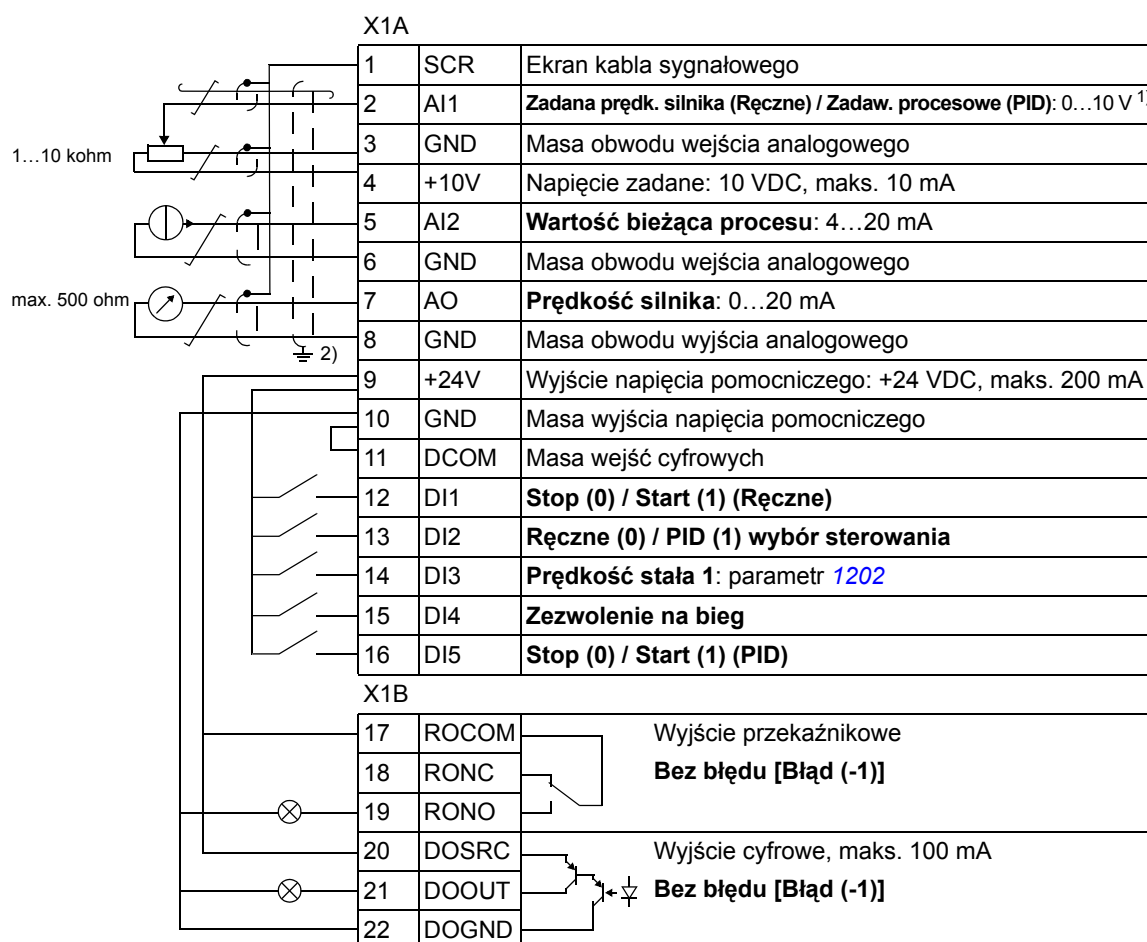 X1A
1 SCR Ekran kabla sygnałowego
2 AI1 Zadana prędk. silnika (Ręczne) / Zadaw. procesowe (PID): 0…10 V 1)
1…10 kohm
3 GND Masa obwodu wejścia analogowego
4 +10V Napięcie zadane: 10 VDC, maks. 10 mA
5 AI2 Wartość bieżąca procesu: 4…20 mA
6 GND Masa obwodu wejścia analogowego
max. 500 ohm
7 AO Prędkość silnika: 0…20 mA
8 GND Masa obwodu wyjścia analogowego
2)
9 +24V Wyjście napięcia pomocniczego: +24 VDC, maks. 200 mA
10 GND Masa wyjścia napięcia pomocniczego
11 DCOM Masa wejść cyfrowych
12 DI1 Stop (0) / Start (1) (Ręczne)
13 DI2 Ręczne (0) / PID (1) wybór sterowania
14 DI3 Prędkość stała 1: parametr 1202
15 DI4 Zezwolenie na bieg
16 DI5 Stop (0) / Start (1) (PID)
X1B
17 ROCOM Wyjście przekaźnikowe
18 RONC Bez błędu [Błąd (-1)]
19 RONO
20 DOSRC Wyjście cyfrowe, maks. 100 mA
21 DOOUT Bez błędu [Błąd (-1)]
22 DOGND